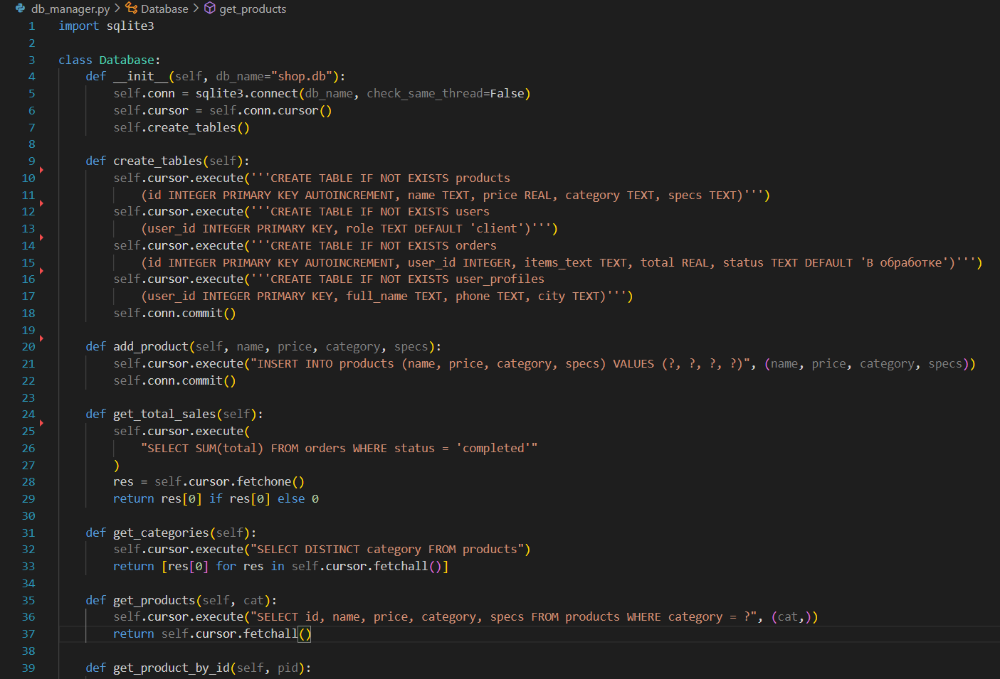 db_manager.py > Database > get_products
1 import sqlite3
2
3 class Database:
4     def __init__(self, db_name="shop.db"):
5         self.conn = sqlite3.connect(db_name, check_same_thread=False)
6         self.cursor = self.conn.cursor()
7         self.create_tables()
8
9     def create_tables(self):
10         self.cursor.execute('''CREATE TABLE IF NOT EXISTS products
11             (id INTEGER PRIMARY KEY AUTOINCREMENT, name TEXT, price REAL, category TEXT, specs TEXT)''')
12         self.cursor.execute('''CREATE TABLE IF NOT EXISTS users
13             (user_id INTEGER PRIMARY KEY, role TEXT DEFAULT 'client')''')
14         self.cursor.execute('''CREATE TABLE IF NOT EXISTS orders
15             (id INTEGER PRIMARY KEY AUTOINCREMENT, user_id INTEGER, items_text TEXT, total REAL, status TEXT DEFAULT 'В обработке')''')
16         self.cursor.execute('''CREATE TABLE IF NOT EXISTS user_profiles
17             (user_id INTEGER PRIMARY KEY, full_name TEXT, phone TEXT, city TEXT)''')
18         self.conn.commit()
19
20     def add_product(self, name, price, category, specs):
21         self.cursor.execute("INSERT INTO products (name, price, category, specs) VALUES (?, ?, ?, ?)", (name, price, category, specs))
22         self.conn.commit()
23
24     def get_total_sales(self):
25         self.cursor.execute(
26             "SELECT SUM(total) FROM orders WHERE status = 'completed'"
27         )
28         res = self.cursor.fetchone()
29         return res[0] if res[0] else 0
30
31     def get_categories(self):
32         self.cursor.execute("SELECT DISTINCT category FROM products")
33         return [res[0] for res in self.cursor.fetchall()]
34
35     def get_products(self, cat):
36         self.cursor.execute("SELECT id, name, price, category, specs FROM products WHERE category = ?", (cat,))
37         return self.cursor.fetchall()
38
39     def get_product_by_id(self, pid):